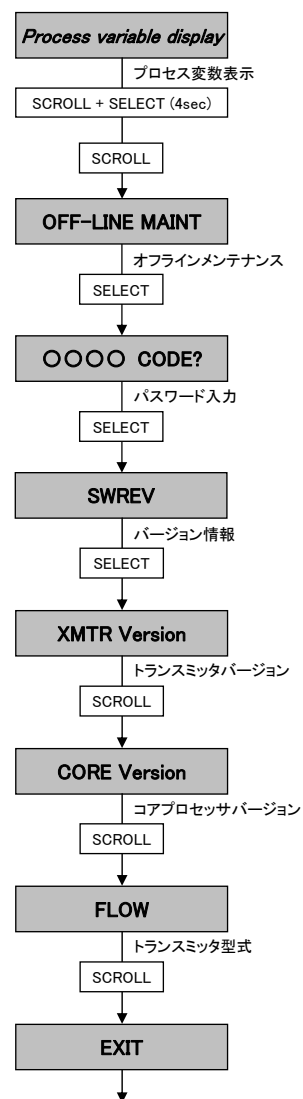 Process variable display
プロセス変数表示
SCROLL + SELECT (4sec)
SCROLL
OFF-LINE MAINT
オフラインメンテナンス
SELECT
〇〇〇〇 CODE?
パスワード入力
SELECT
SWREV
バージョン情報
SELECT
XMTR Version
トランスミッタバージョン
SCROLL
CORE Version
コアプロセッサバージョン
SCROLL
FLOW
トランスミッタ型式
SCROLL
EXIT